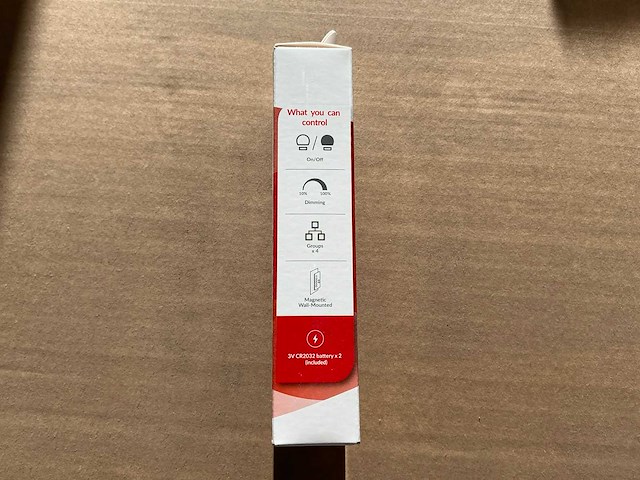 What you can
control
On/Off
10% 100%
Dimming
Groups
x 4
Magnetic
Wall-Mounted
3V CR2032 battery x 2
(included)